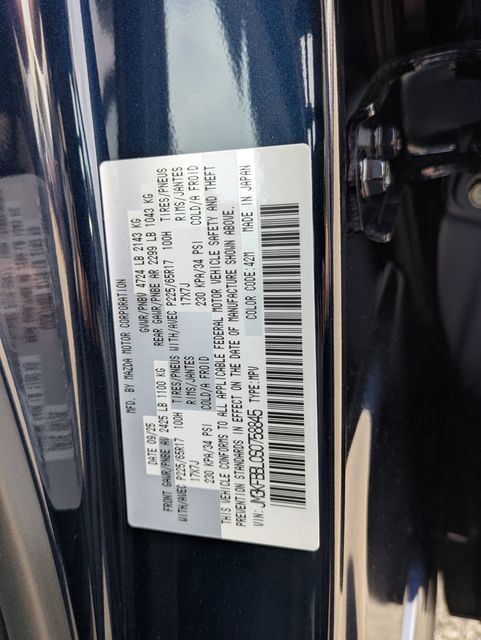 MFD. BY MAZDA MOTOR CORPORATION
DATE 09/25 GVWR/PNBV 4724 LB 2143 KG
FRONT GAWR/PNBE AV 2425 LB 1100 KG REAR GAWR/PNBE AR 2299 LB 1043 KG
TIRES/PNEUS TIRES/PNEUS
WITH/AVEC P225/65R17 100H RIMS/JANTES WITH/AVEC P225/65R17 100H RIMS/JANTES
17X7J COLD/A FROID 17X7J COLD/A FROID
230 KPA/34 PSI 230 KPA/34 PSI
THIS VEHICLE CONFORMS TO ALL APPLICABLE FEDERAL MOTOR VEHICLE SAFETY AND THEFT
PREVENTION STANDARDS IN EFFECT ON THE DATE OF MANUFACTURE SHOWN ABOVE.
VIN: JM3KFBBLCS0758845 TYPE:MPV COLOR CODE:42M MADE IN JAPAN